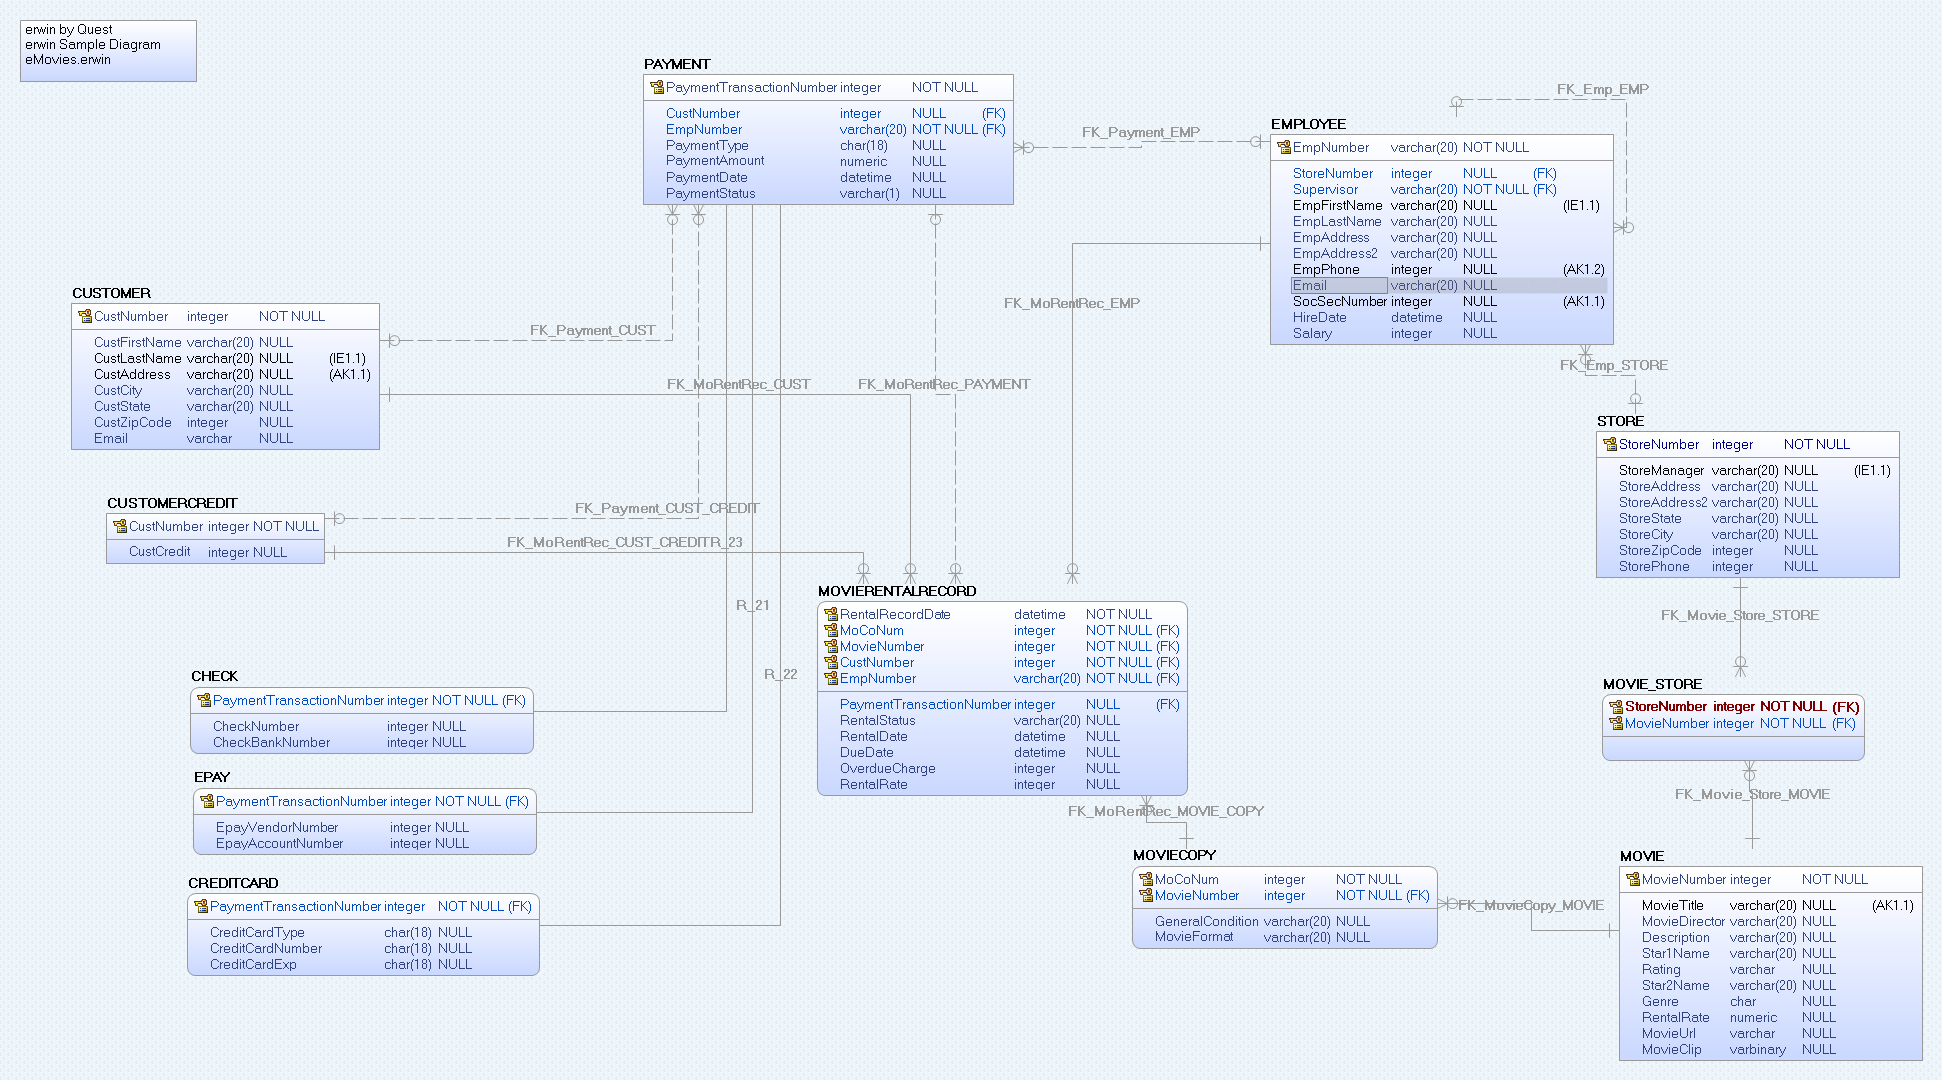 erwin by Quest
erwin Sample Diagram
eMovies.erwin
PAYMENT
PaymentTransactionNumber integer NOT NULL
CustNumber integer NULL (FK)
EmpNumber varchar(20) NOT NULL (FK)
PaymentType char(18) NULL
PaymentAmount numeric NULL
PaymentDate datetime NULL
PaymentStatus varchar(1) NULL
FK_Payment_EMP
FK_Emp_EMP
EMPLOYEE
EmpNumber varchar(20) NOT NULL
StoreNumber integer NULL (FK)
Supervisor varchar(20) NOT NULL (FK)
EmpFirstName varchar(20) NULL (IE1.1)
EmpLastName varchar(20) NULL
EmpAddress varchar(20) NULL
EmpAddress2 varchar(20) NULL
EmpPhone integer NULL (AK1.2)
Email varchar(20) NULL
SocSecNumber integer NULL (AK1.1)
HireDate datetime NULL
Salary integer NULL
CUSTOMER
CustNumber integer NOT NULL
CustFirstName varchar(20) NULL
CustLastName varchar(20) NULL (IE1.1)
CustAddress varchar(20) NULL (AK1.1)
CustCity varchar(20) NULL
CustState varchar(20) NULL
CustZipCode integer NULL
Email varchar NULL
FK_Payment_CUST
FK_MoRentRec_CUST
FK_MoRentRec_PAYMENT
FK_MoRentRec_EMP
FK_Emp_STORE
STORE
StoreNumber integer NOT NULL
StoreManager varchar(20) NULL (IE1.1)
StoreAddress varchar(20) NULL
StoreAddress2 varchar(20) NULL
StoreState varchar(20) NULL
StoreCity varchar(20) NULL
StoreZipCode integer NULL
StorePhone integer NULL
CUSTOMERCREDIT
CustNumber integer NOT NULL
CustCredit integer NULL
FK_Payment_CUST_CREDIT
FK_MoRentRec_CUST_CREDITR_23
R_21
R_22
MOVIERENTALRECORD
RentalRecordDate datetime NOT NULL
MoCoNum integer NOT NULL (FK)
MovieNumber integer NOT NULL (FK)
CustNumber integer NOT NULL (FK)
EmpNumber varchar(20) NOT NULL (FK)
PaymentTransactionNumber integer NULL (FK)
RentalStatus varchar(20) NULL
RentalDate datetime NULL
DueDate datetime NULL
OverdueCharge integer NULL
RentalRate integer NULL
FK_Movie_Store_STORE
MOVIE_STORE
StoreNumber integer NOT NULL (FK)
MovieNumber integer NOT NULL (FK)
FK_Movie_Store_MOVIE
CHECK
PaymentTransactionNumber integer NOT NULL (FK)
CheckNumber integer NULL
CheckBankNumber integer NULL
EPAY
PaymentTransactionNumber integer NOT NULL (FK)
EpayVendorNumber integer NULL
EpayAccountNumber integer NULL
CREDITCARD
PaymentTransactionNumber integer NOT NULL (FK)
CreditCardType char(18) NULL
CreditCardNumber char(18) NULL
CreditCardExp char(18) NULL
FK_MoRentRec_MOVIE_COPY
MOVIECOPY
MoCoNum integer NOT NULL
MovieNumber integer NOT NULL (FK)
GeneralCondition varchar(20) NULL
MovieFormat varchar(20) NULL
FK_MovieCopy_MOVIE
MOVIE
MovieNumber integer NOT NULL
MovieTitle varchar(20) NULL (AK1.1)
MovieDirector varchar(20) NULL
Description varchar(20) NULL
Star1Name varchar(20) NULL
Rating varchar NULL
Star2Name varchar(20) NULL
Genre char NULL
RentalRate numeric NULL
MovieUrl varchar NULL
MovieClip varbinary NULL